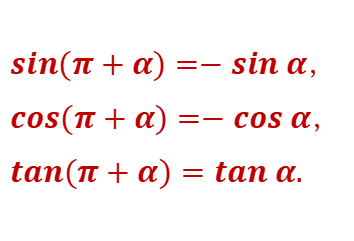 sin(π + α) =− sin α,
cos(π + α) =− cos α,
tan(π + α) = tan α.